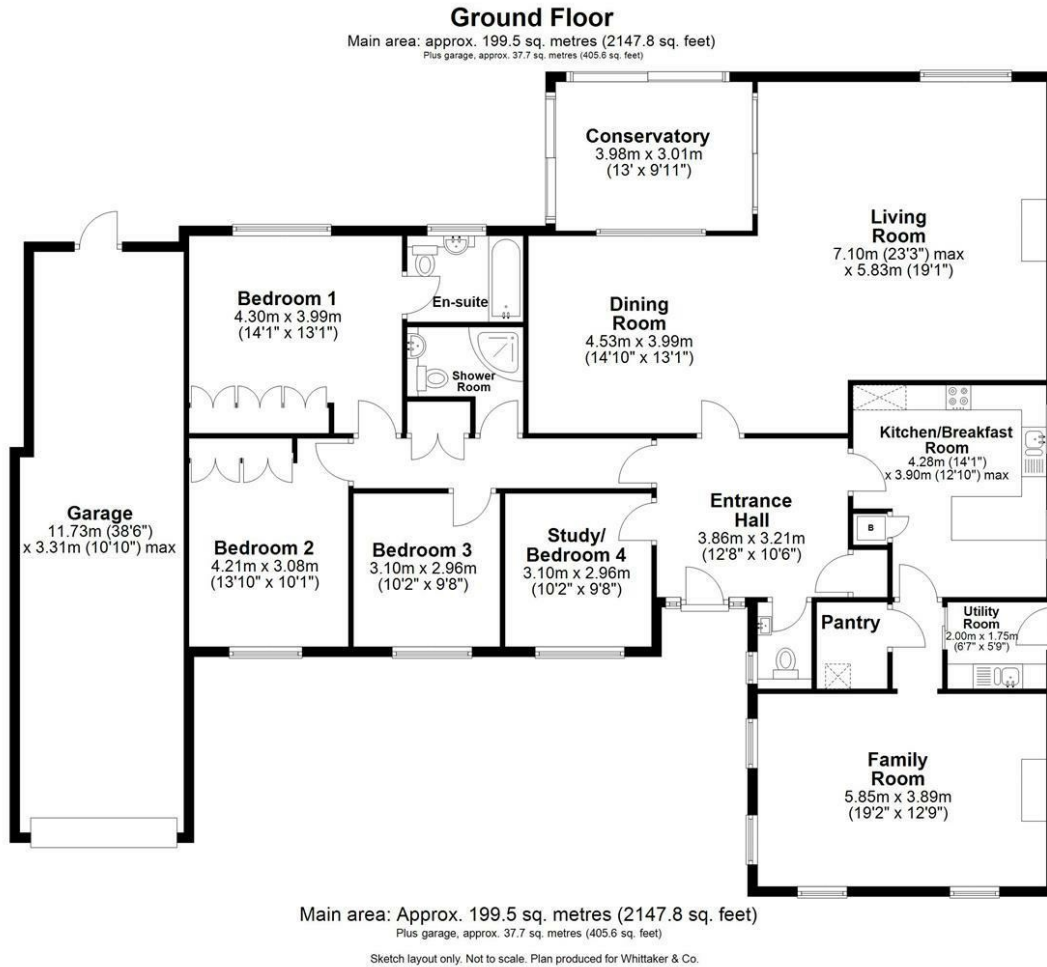 Ground Floor
Main area: approx. 199.5 sq. metres (2147.8 sq. feet)
Plus garage, approx. 37.7 sq. metres (405.6 sq. feet)
Conservatory
3.98m x 3.01m
(13' x 9'11")
Living
Room
7.10m (23'3") max
x 5.83m (19'1")
Bedroom 1
4.30m x 3.99m
(14'1" x 13'1")
En-suite
Dining
Room
4.53m x 3.99m
(14'10" x 13'1")
Shower
Room
Kitchen/Breakfast
Room
4.28m (14'1")
x 3.90m (12'10") max
B
Entrance
Hall
3.86m x 3.21m
(12'8" x 10'6")
Garage
11.73m (38'6")
x 3.31m (10'10") max
Bedroom 2
4.21m x 3.08m
(13'10" x 10'1")
Bedroom 3
3.10m x 2.96m
(10'2" x 9'8")
Study/
Bedroom 4
3.10m x 2.96m
(10'2" x 9'8")
Pantry
Utility
Room
2.00m x 1.75m
(6'7" x 5'9")
Family
Room
5.85m x 3.89m
(19'2" x 12'9")
Main area: Approx. 199.5 sq. metres (2147.8 sq. feet)
Plus garage, approx. 37.7 sq. metres (405.6 sq. feet)
Sketch layout only. Not to scale. Plan produced for Whittaker & Co.